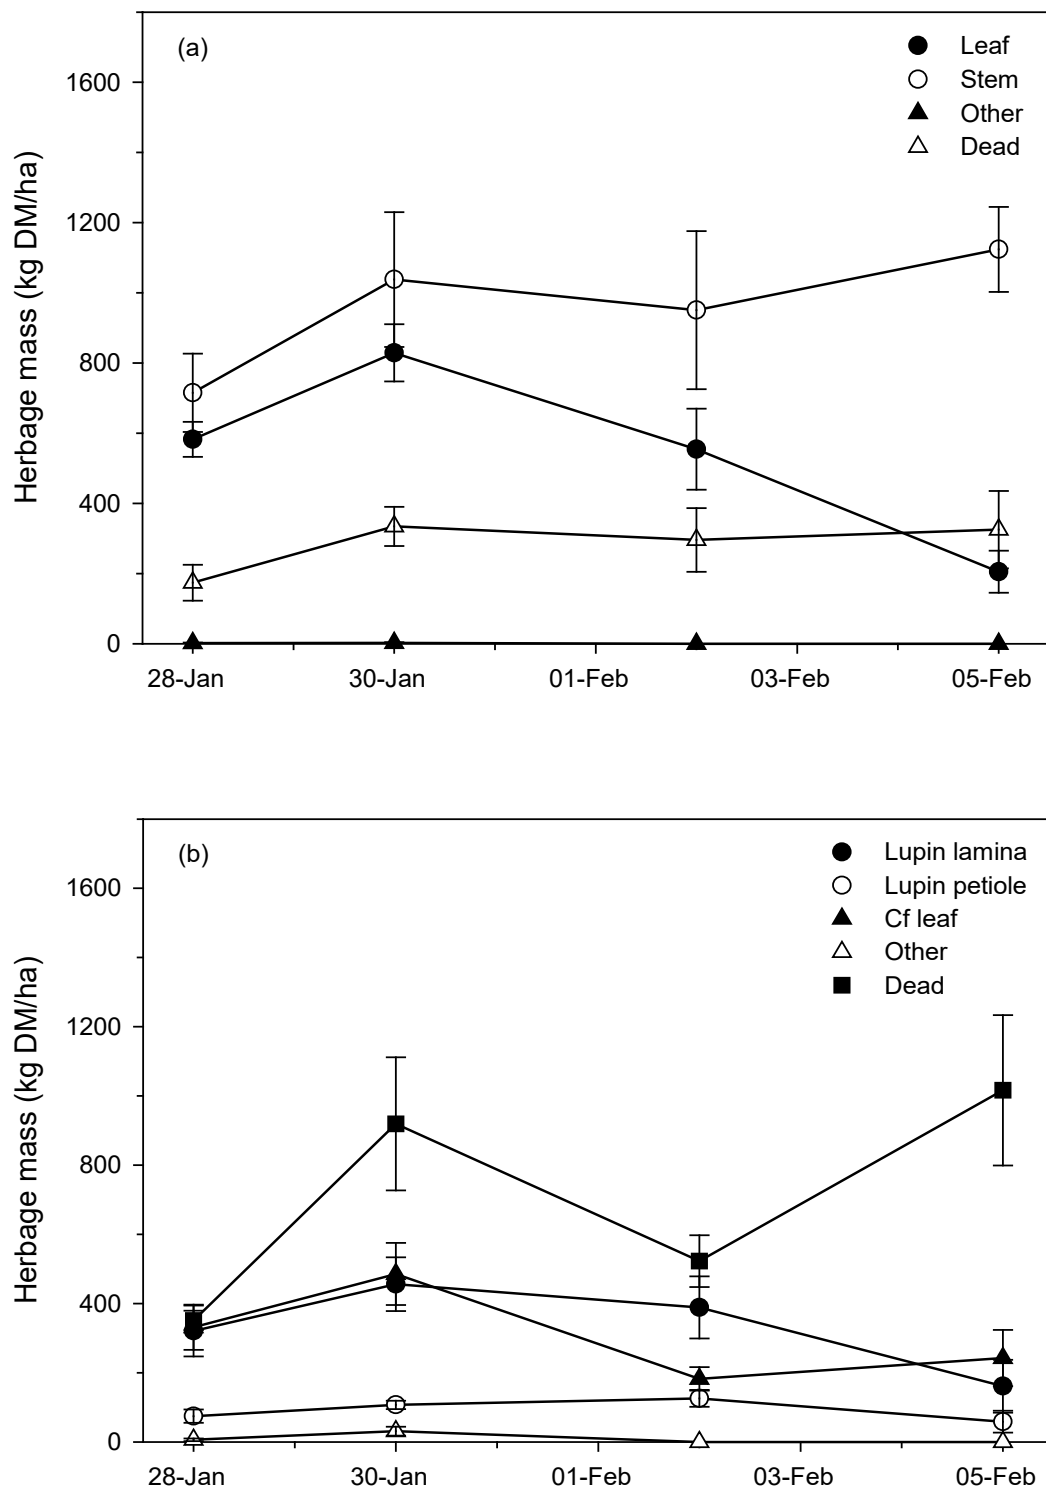 (a)
Leaf
Stem
Other
Dead
Herbage mass (kg DM/ha)
1600
1200
800
400
0
28-Jan 30-Jan 01-Feb 03-Feb 05-Feb
(b)
Lupin lamina
Lupin petiole
Cf leaf
Other
Dead
Herbage mass (kg DM/ha)
1600
1200
800
400
0
28-Jan 30-Jan 01-Feb 03-Feb 05-Feb